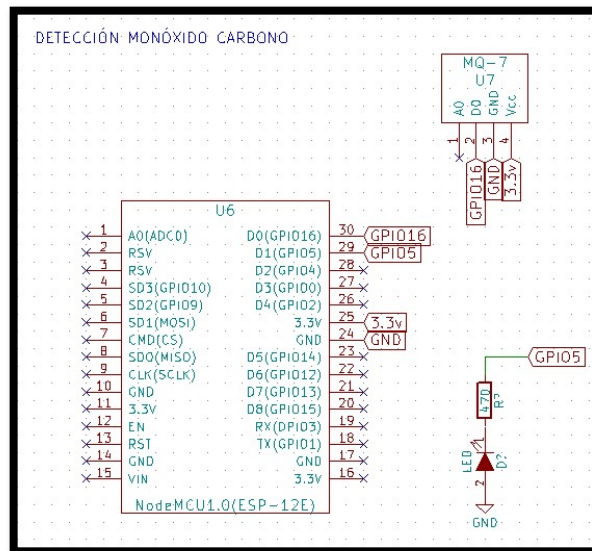 DETECCIÓN MONÓXIDO CARBONO
MQ-7
U7
A0 D0 GND Vcc
1 2 3 4
GPIO16 GND 3.3v
U6
1 A0(ADC0) D0(GPIO16) 30 GPIO16
2 RSV D1(GPIO5) 29 GPIO5
3 RSV D2(GPIO4) 28
4 SD3(GPIO10) D3(GPIO0) 27
5 SD2(GPIO9) D4(GPIO2) 26
6 SD1(MOSI) 3.3V 25 3.3v
7 CMD(CS) GND 24 GND
8 SD0(MISO) D5(GPIO14) 23
9 CLK(SCLK) D6(GPIO12) 22
10 GND D7(GPIO13) 21
11 3.3V D8(GPIO15) 20
12 EN RX(DPIO3) 19
13 RST TX(GPIO1) 18
14 GND GND 17
15 VIN 3.3V 16
NodeMCU1.0(ESP-12E)
GPIO5
470 R?
LED D?
1
2
GND